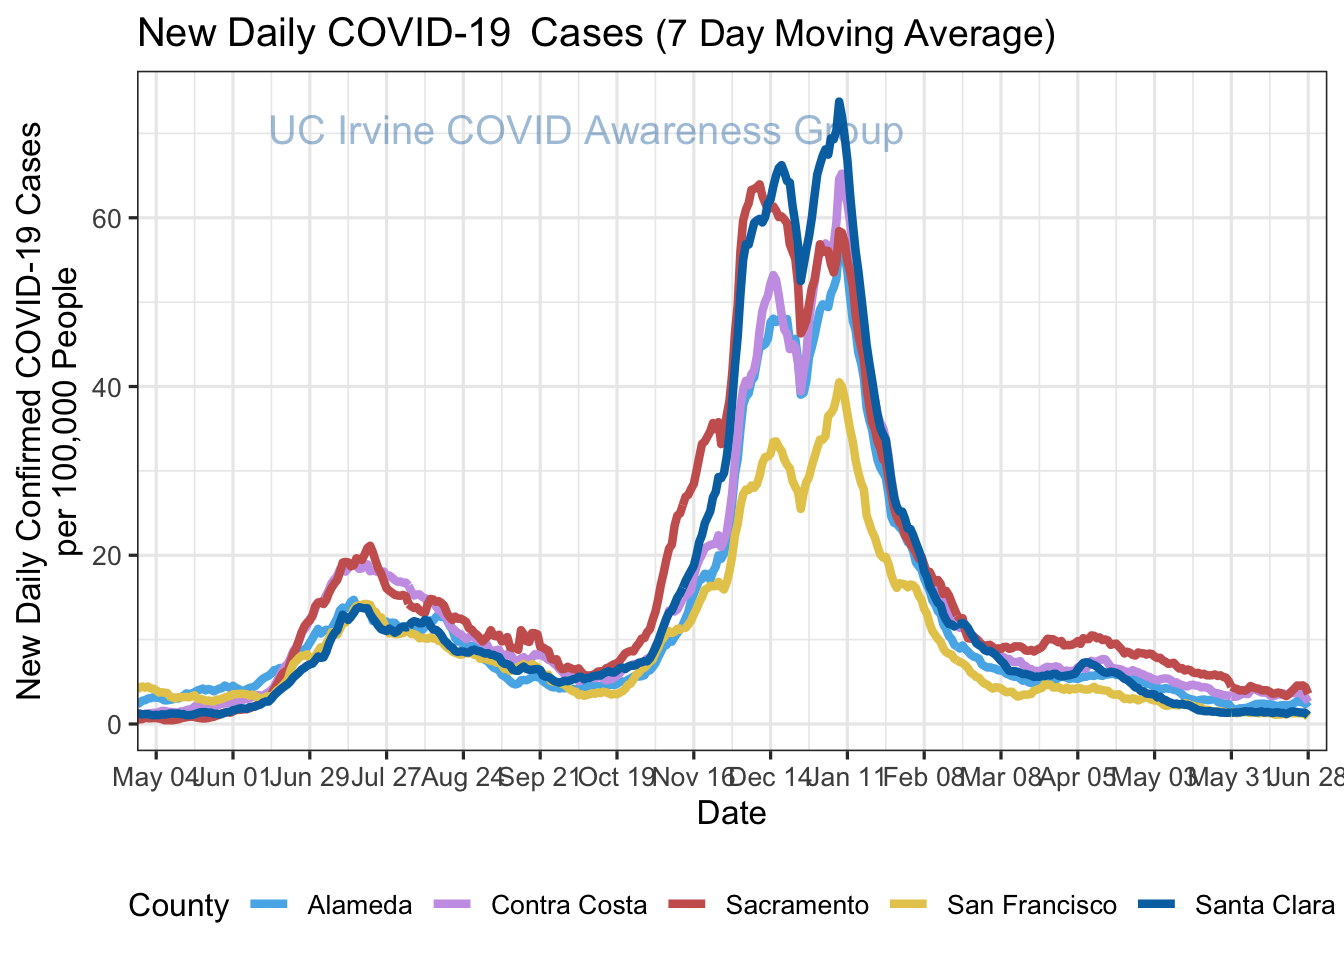 New Daily COVID-19 Cases (7 Day Moving Average)
UC Irvine COVID Awareness Group
New Daily Confirmed COVID-19 Cases
per 100,000 People
60
40
20
0
May 04 Jun 01 Jun 29 Jul 27 Aug 24 Sep 21 Oct 19 Nov 16 Dec 14 Jan 11 Feb 08 Mar 08 Apr 05 May 03 May 31 Jun 28
Date
County Alameda Contra Costa Sacramento San Francisco Santa Clara